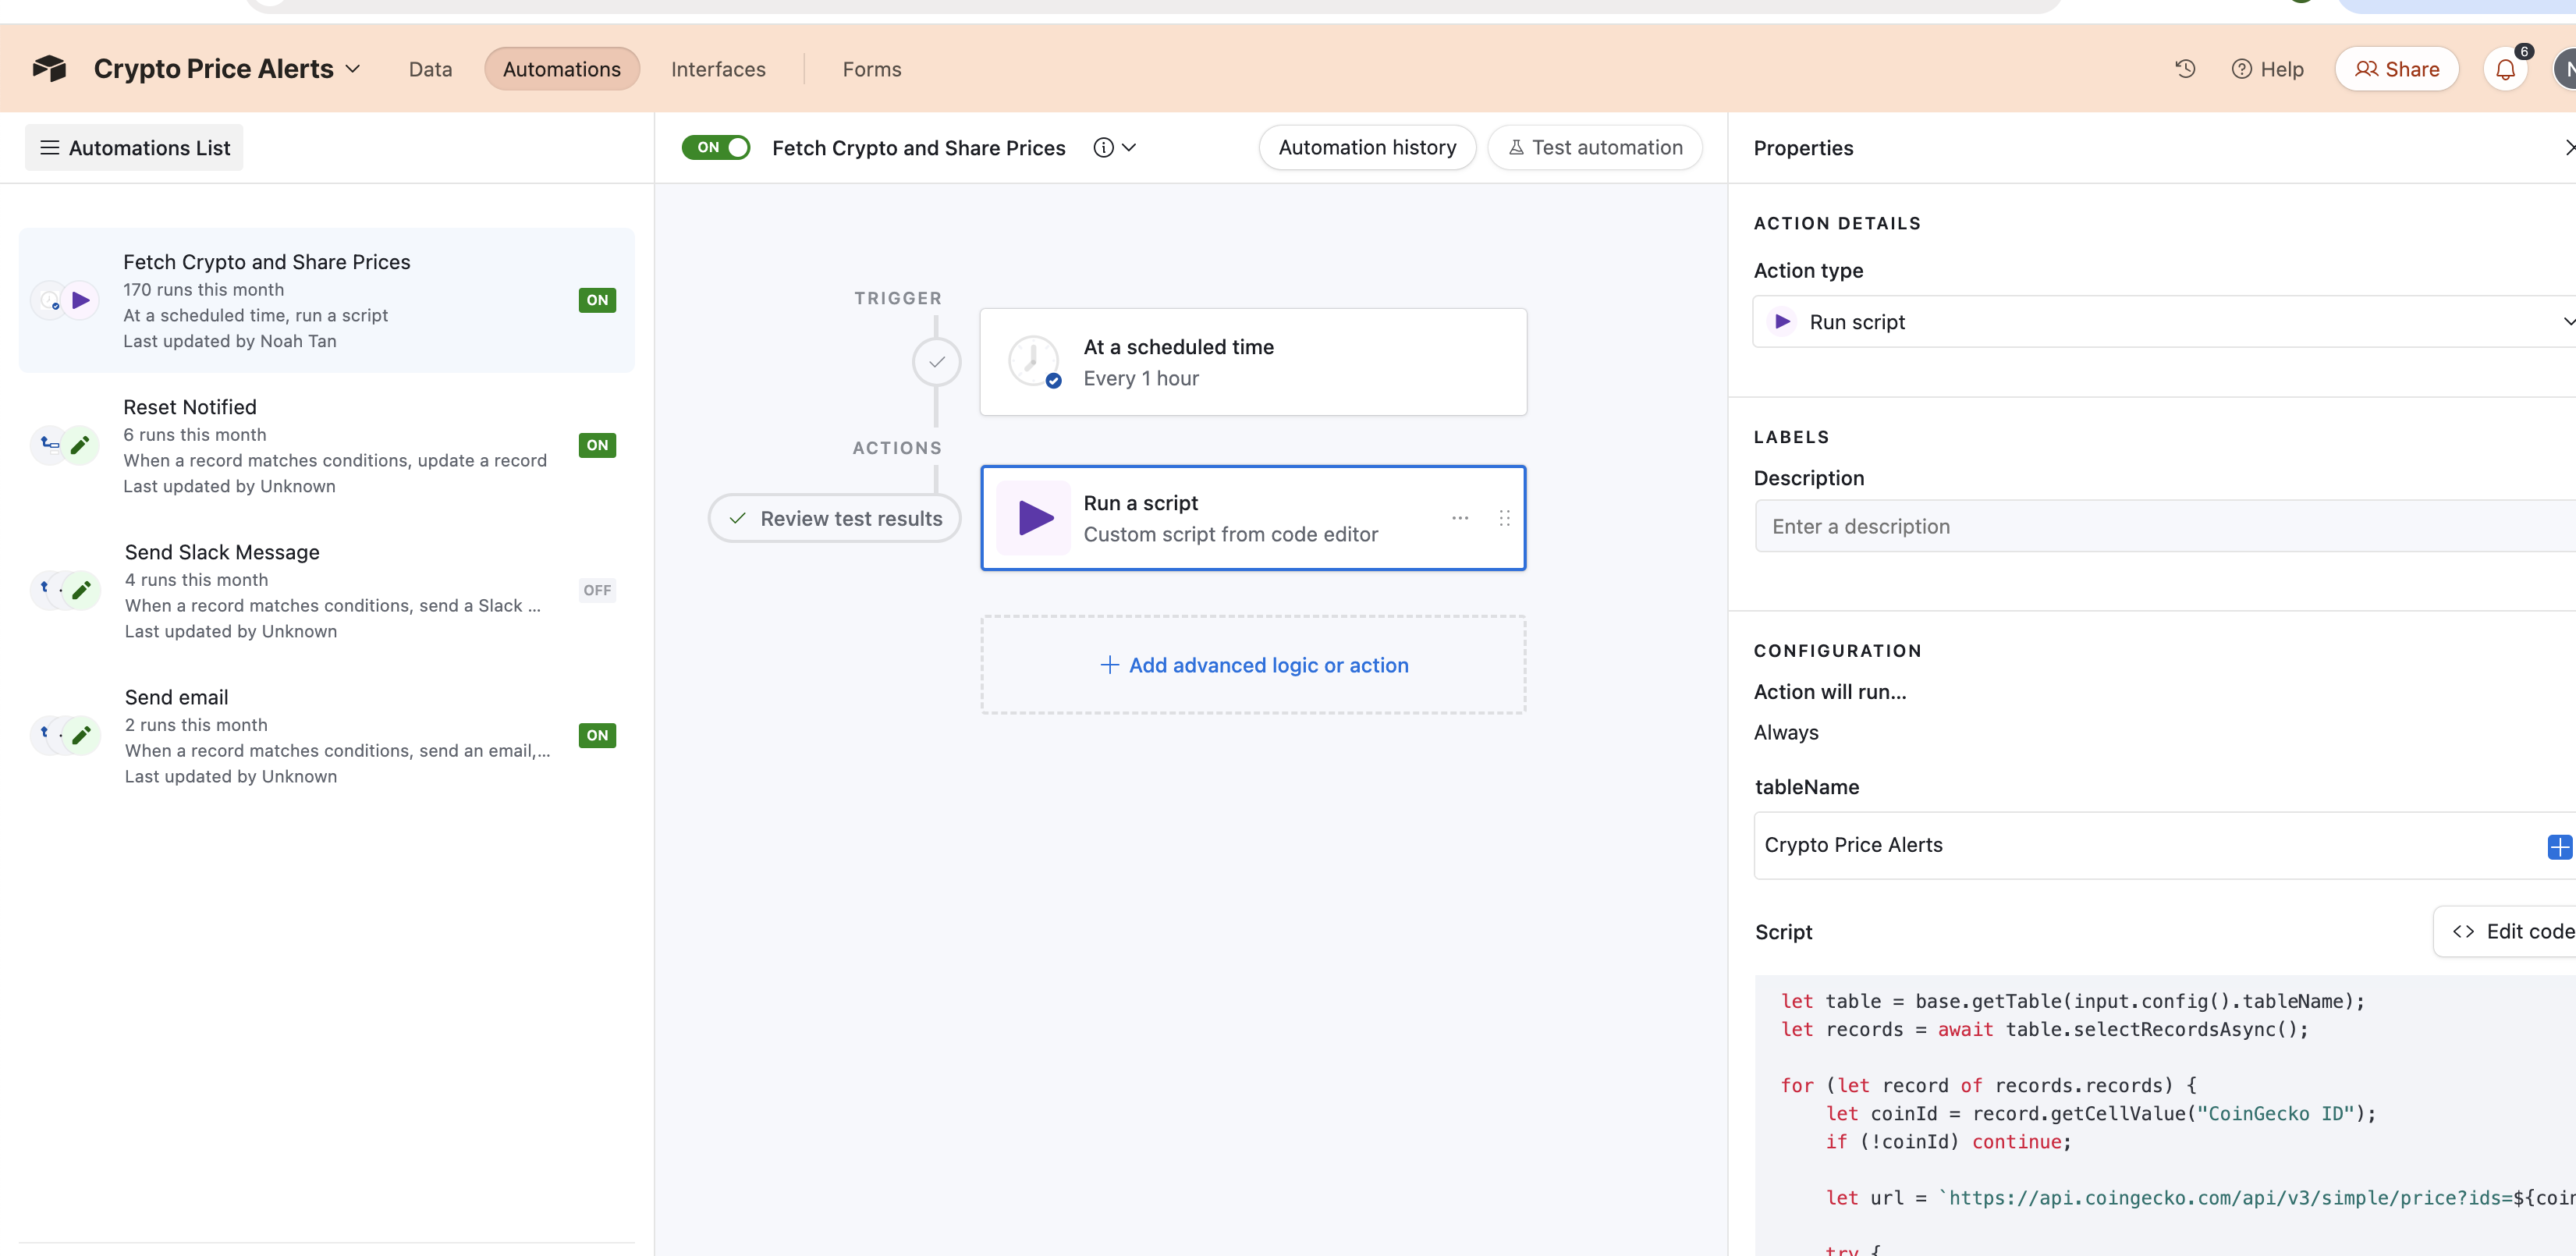 Crypto Price Alerts
Data
Automations
Interfaces
Forms
Help
Share
6
N
Automations List
Fetch Crypto and Share Prices
170 runs this month
At a scheduled time, run a script
Last updated by Noah Tan
ON
Reset Notified
6 runs this month
When a record matches conditions, update a record
Last updated by Unknown
ON
Send Slack Message
4 runs this month
When a record matches conditions, send a Slack ...
Last updated by Unknown
OFF
Send email
2 runs this month
When a record matches conditions, send an email,...
Last updated by Unknown
ON
ON
Fetch Crypto and Share Prices
Automation history
Test automation
TRIGGER
At a scheduled time
Every 1 hour
ACTIONS
Review test results
Run a script
Custom script from code editor
+ Add advanced logic or action
Properties
ACTION DETAILS
Action type
Run script
LABELS
Description
Enter a description
CONFIGURATION
Action will run...
Always
tableName
Crypto Price Alerts
Script
<> Edit code
let table = base.getTable(input.config().tableName);
let records = await table.selectRecordsAsync();
for (let record of records.records) {
let coinId = record.getCellValue("CoinGecko ID");
if (!coinId) continue;
let url = `https://api.coingecko.com/api/v3/simple/price?ids=${coin
try {